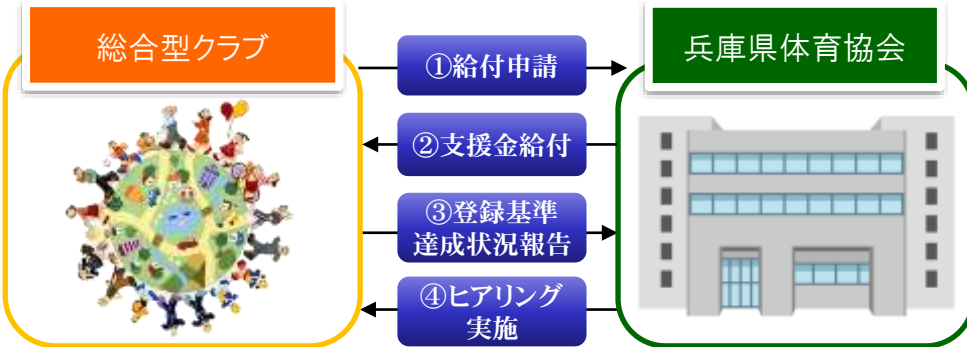 総合型クラブ
兵庫県体育協会
①給付申請
②支援金給付
③登録基準
達成状況報告
④ヒアリング
実施